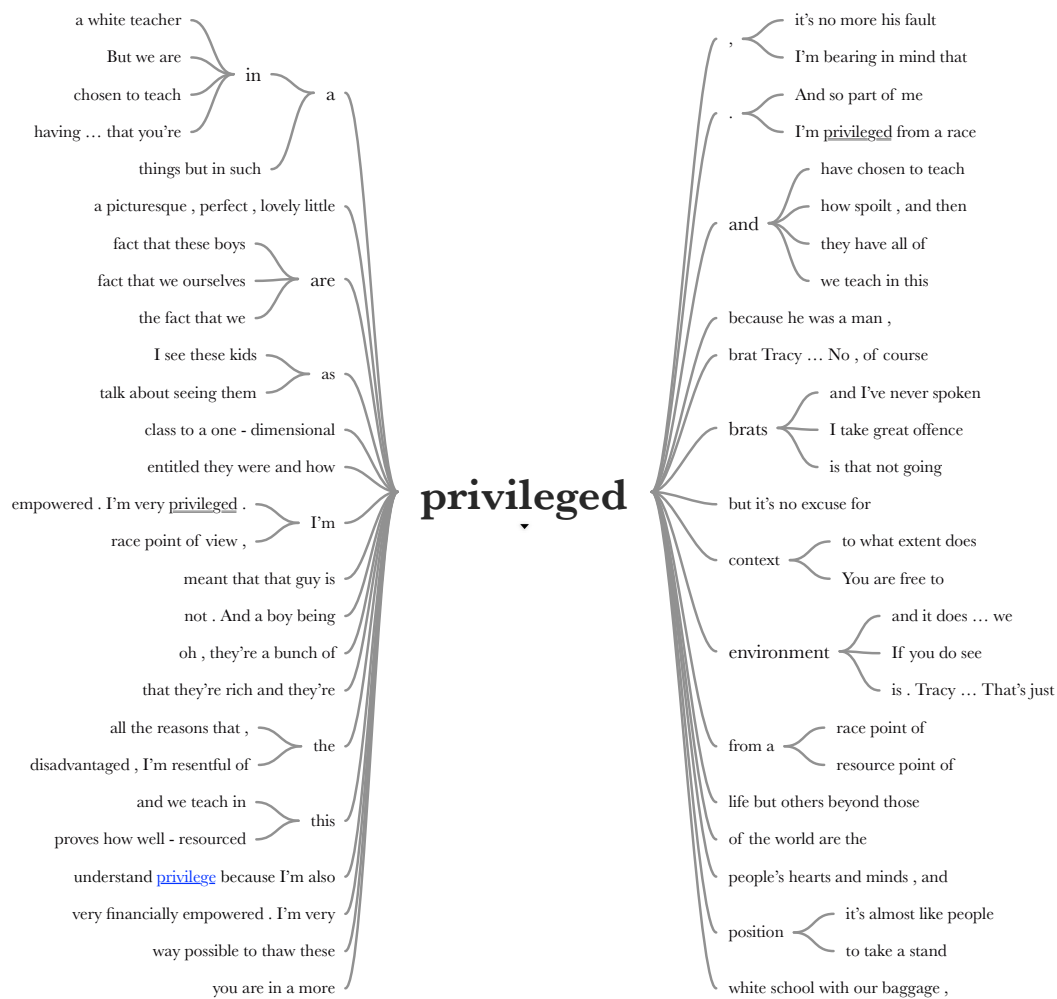 a white teacher
But we are
chosen to teach
having … that you’re
in
things but in such
a
a picturesque , perfect , lovely little
fact that these boys
fact that we ourselves
the fact that we
are
I see these kids
talk about seeing them
as
class to a one - dimensional
entitled they were and how
empowered . I’m very privileged .
race point of view ,
I’m
meant that that guy is
not . And a boy being
oh , they’re a bunch of
that they’re rich and they’re
all the reasons that ,
disadvantaged , I’m resentful of
the
and we teach in
proves how well - resourced
this
understand privilege because I’m also
very financially empowered . I’m very
way possible to thaw these
you are in a more
privileged
,
it’s no more his fault
I’m bearing in mind that
.
And so part of me
I’m privileged from a race
and
have chosen to teach
how spoilt , and then
they have all of
we teach in this
because he was a man ,
brat Tracy … No , of course
brats
and I’ve never spoken
I take great offence
is that not going
but it’s no excuse for
context
to what extent does
You are free to
environment
and it does … we
If you do see
is . Tracy … That’s just
from a
race point of
resource point of
life but others beyond those
of the world are the
people’s hearts and minds , and
position
it’s almost like people
to take a stand
white school with our baggage ,